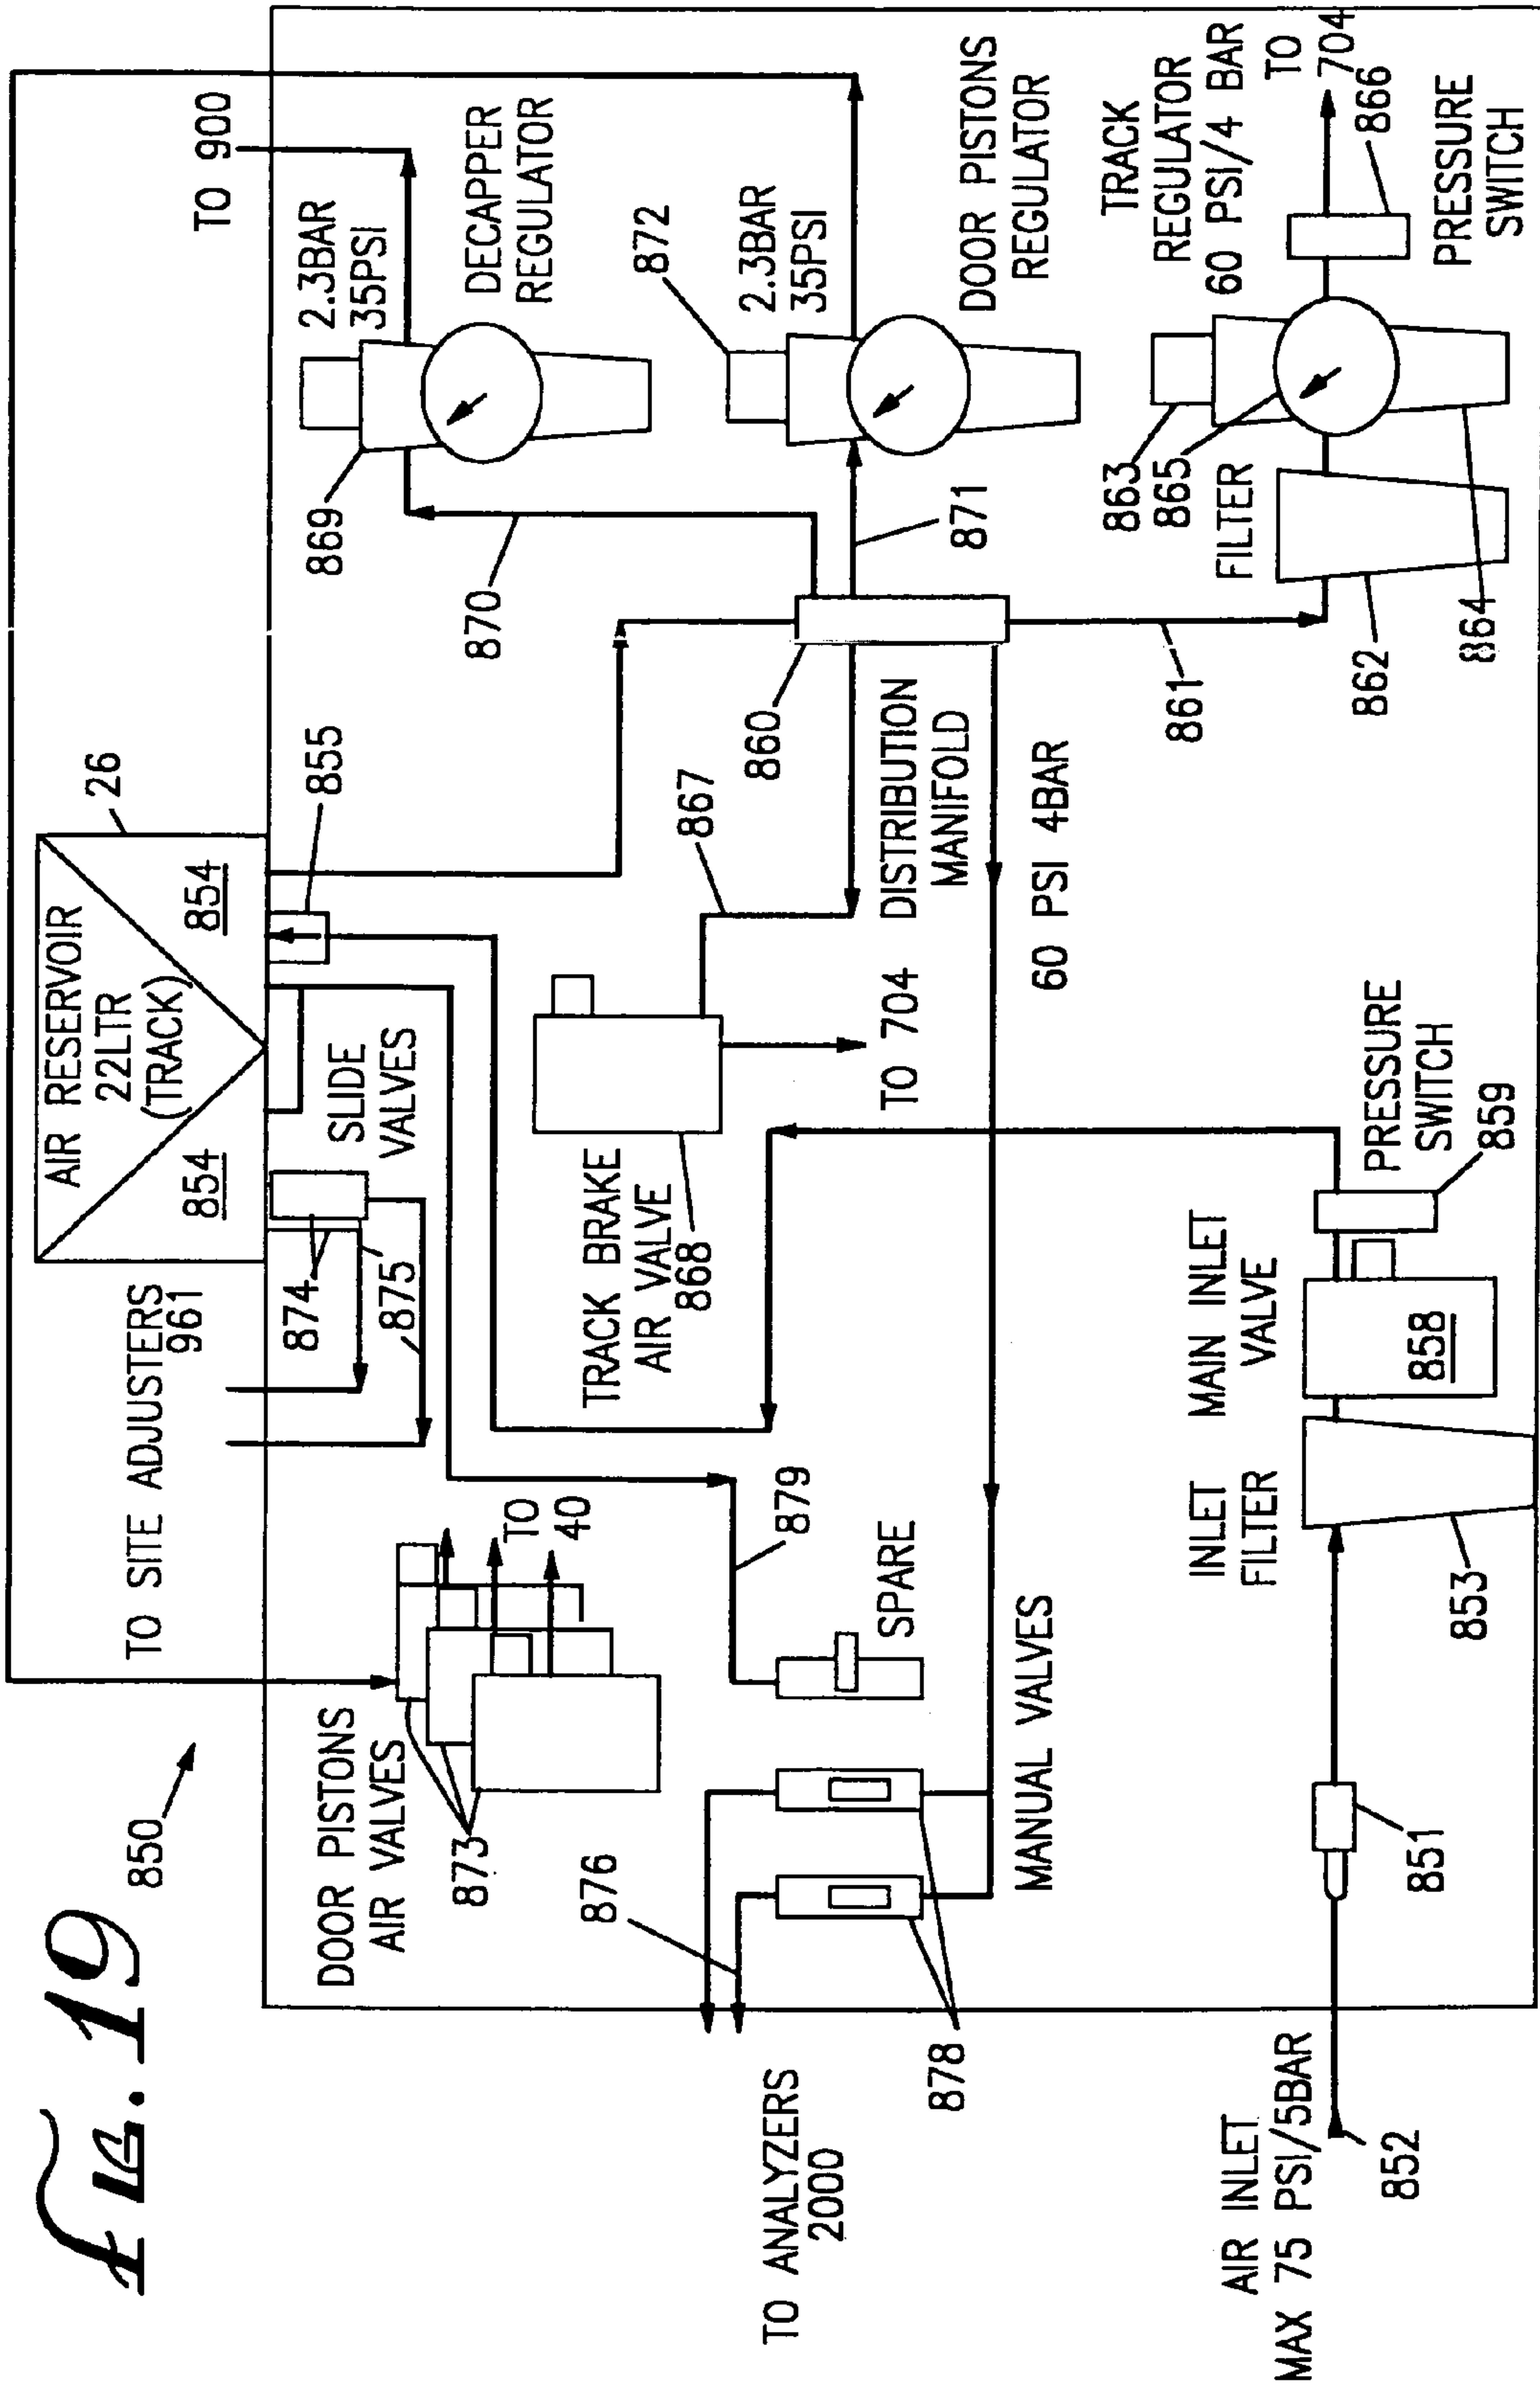 Fig. 19
850
TO SITE ADJUSTERS
961
AIR RESERVOIR
22LTR
(TRACK)
854
854
26
855
TO 900
874
875
SLIDE
VALVES
2.3BAR
35PSI
DECAPPER
REGULATOR
869
870
DOOR PISTONS
AIR VALVES
873
TO
40
TRACK BRAKE
AIR VALVE
868
867
TO 704
860
DISTRIBUTION
MANIFOLD
872
2.3BAR
35PSI
DOOR PISTONS
REGULATOR
871
876
879
SPARE
TO ANALYZERS
2000
878
MANUAL VALVES
60 PSI 4BAR
861
TRACK
REGULATOR
60 PSI/4 BAR
TO
704
863
865
FILTER
862
864
866
PRESSURE
SWITCH
AIR INLET
MAX 75 PSI/5BAR
852
851
INLET
FILTER
853
MAIN INLET
VALVE
858
PRESSURE
SWITCH
859